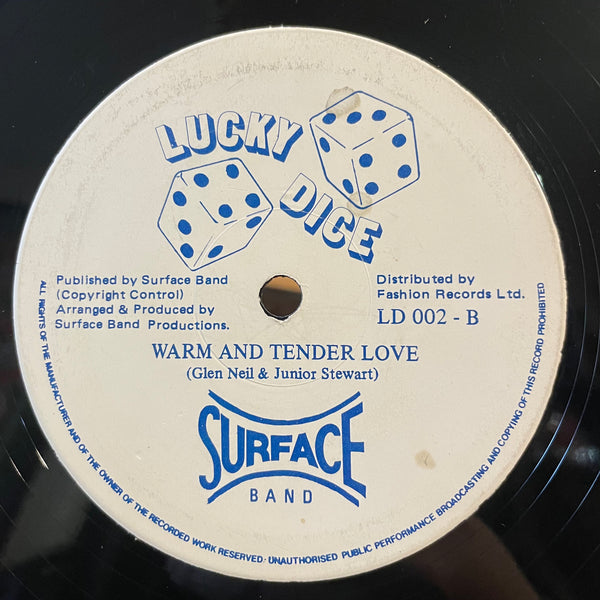 LUCKY
DICE
Published by Surface Band
(Copyright Control)
Arranged & Produced by
Surface Band Productions.
Distributed by
Fashion Records Ltd.
LD 002 - B
WARM AND TENDER LOVE
(Glen Neil & Junior Stewart)
SURFACE
BAND
ALL RIGHTS OF THE MANUFACTURER AND OF THE OWNER OF THE RECORDED WORK RESERVED· UNAUTHORISED PUBLIC PERFORMANCE BROADCASTING AND COPYING OF THIS RECORD PROHIBITED